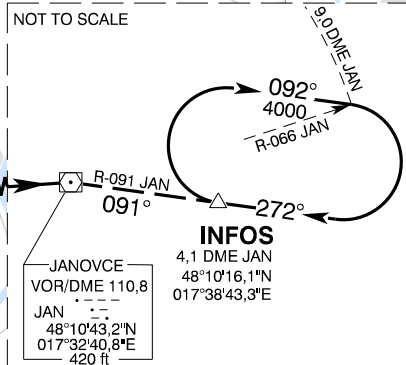 NOT TO SCALE
9,0 DME JAN
092°
4000
R-066 JAN
R-091 JAN
091°
272°
INFOS
4,1 DME JAN
48°10'16,1"N
017°38'43,3"E
JANOVCE
VOR/DME 110,8
JAN
48°10'43,2"N
017°32'40,8"E
420 ft